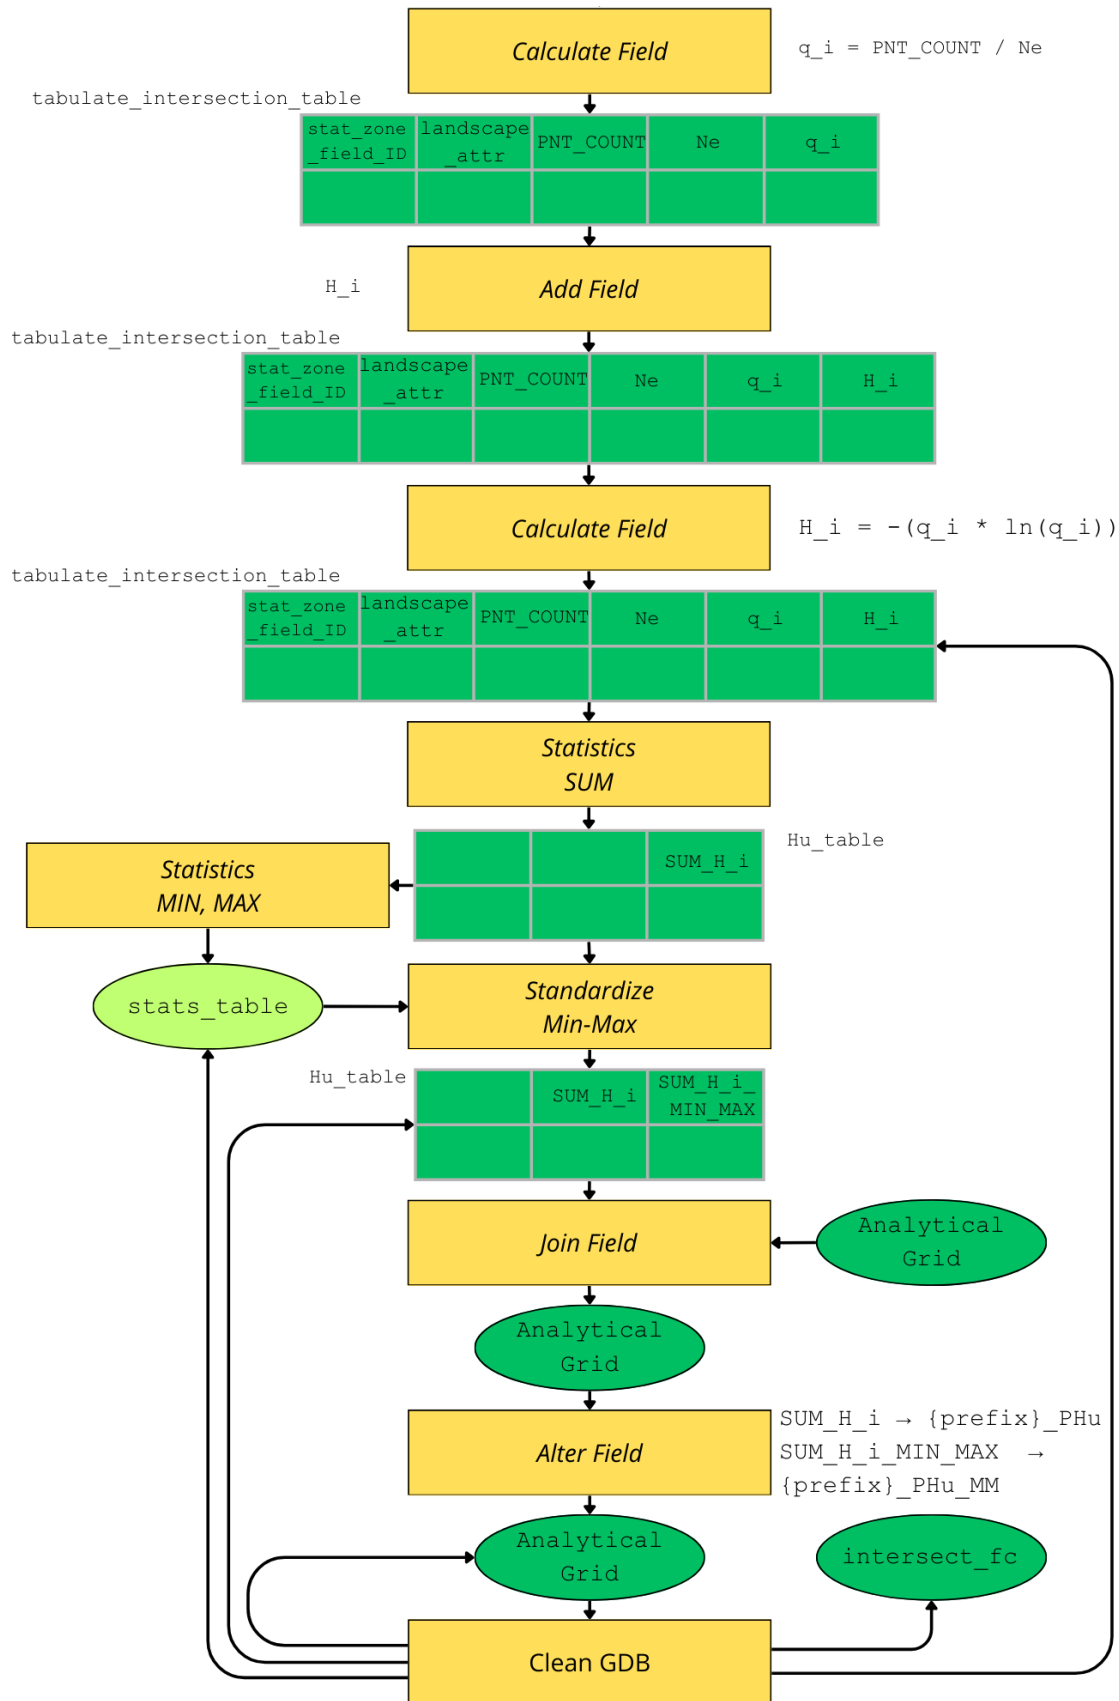 Calculate Field
q_i = PNT_COUNT / Ne
tabulate_intersection_table
stat_zone
_field_ID
landscape
_attr
PNT_COUNT
Ne
q_i
H_i
Add Field
tabulate_intersection_table
stat_zone
_field_ID
landscape
_attr
PNT_COUNT
Ne
q_i
H_i
Calculate Field
H_i = -(q_i * ln(q_i))
tabulate_intersection_table
stat_zone
_field_ID
landscape
_attr
PNT_COUNT
Ne
q_i
H_i
Statistics
SUM
Hu_table
SUM_H_i
Statistics
MIN, MAX
stats_table
Standardize
Min-Max
Hu_table
SUM_H_i
SUM_H_i_
MIN_MAX
Join Field
Analytical
Grid
Analytical
Grid
Alter Field
SUM_H_i → {prefix}_PHu
SUM_H_i_MIN_MAX →
{prefix}_PHu_MM
Analytical
Grid
intersect_fc
Clean GDB